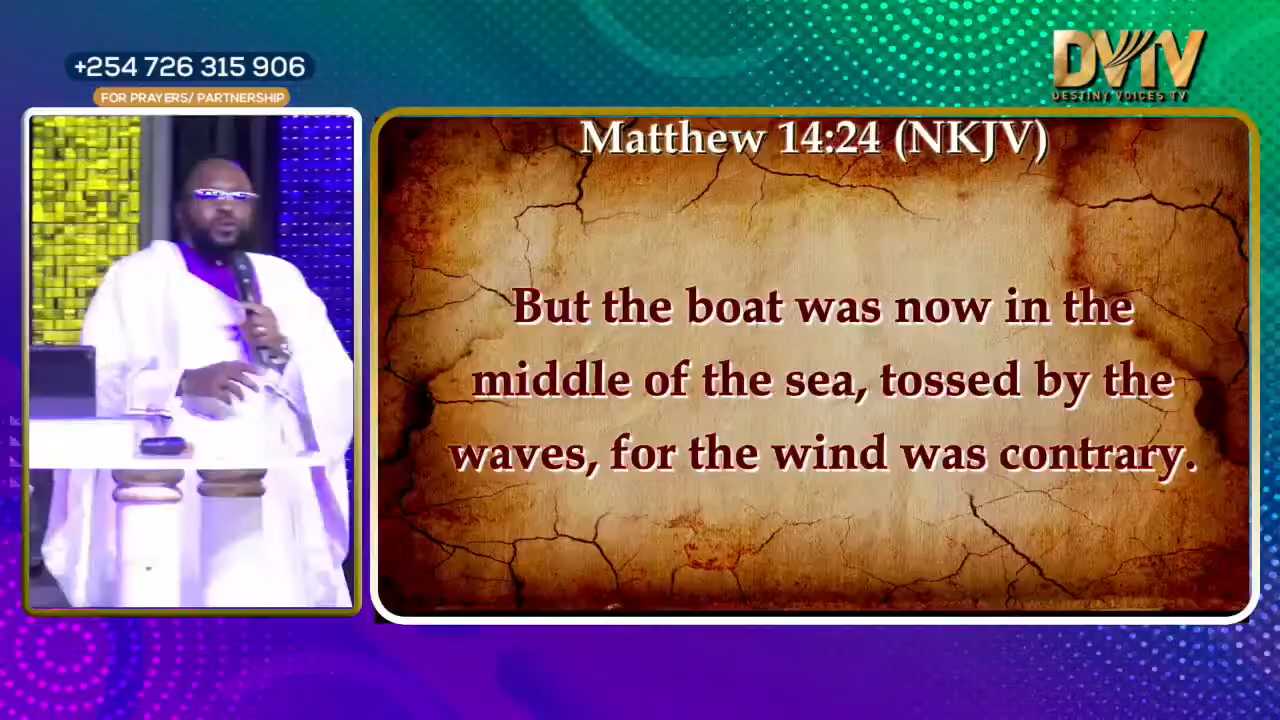 +254 726 315 906
FOR PRAYERS/ PARTNERSHIP
DVTV
DESTINY VOICES TV
Matthew 14:24 (NKJV)
But the boat was now in the
middle of the sea, tossed by the
waves, for the wind was contrary.